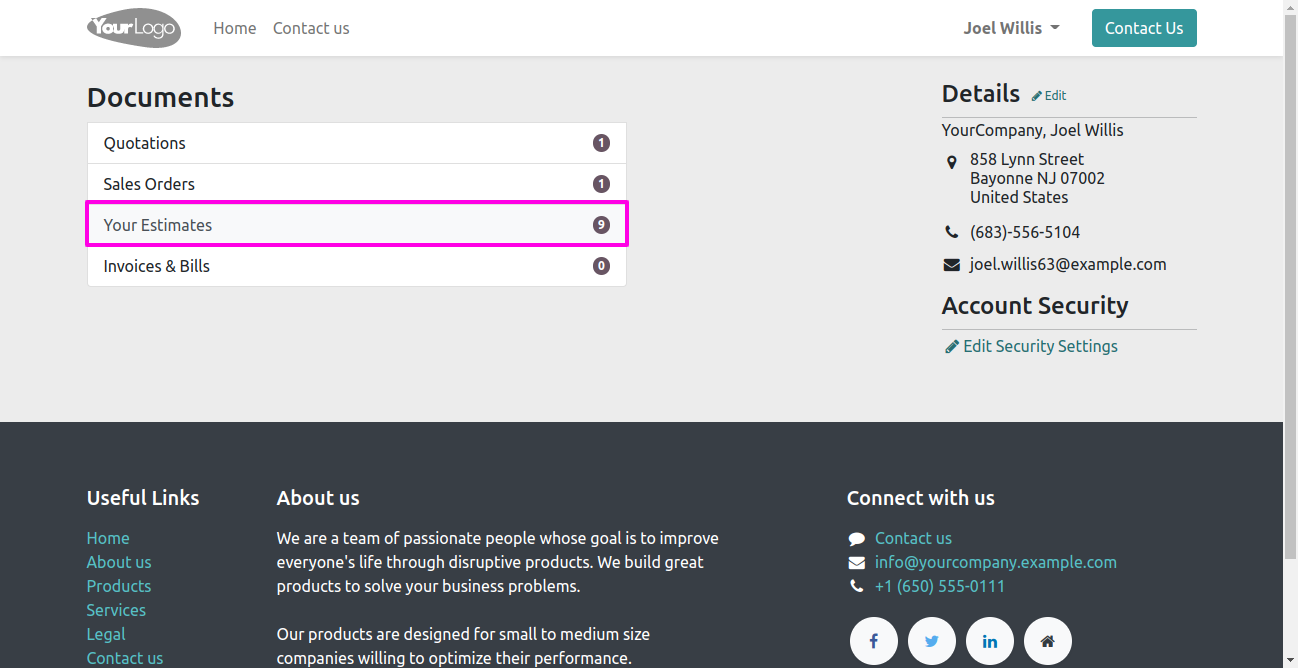 YourLogo
Home
Contact us
Joel Willis
Contact Us
Documents
Quotations 1
Sales Orders 1
Your Estimates 9
Invoices & Bills 0
Details
Edit
YourCompany, Joel Willis
858 Lynn Street
Bayonne NJ 07002
United States
(683)-556-5104
joel.willis63@example.com
Account Security
Edit Security Settings
Useful Links
Home
About us
Products
Services
Legal
Contact us
About us
We are a team of passionate people whose goal is to improve
everyone's life through disruptive products. We build great
products to solve your business problems.
Our products are designed for small to medium size
companies willing to optimize their performance.
Connect with us
Contact us
info@yourcompany.example.com
+1 (650) 555-0111